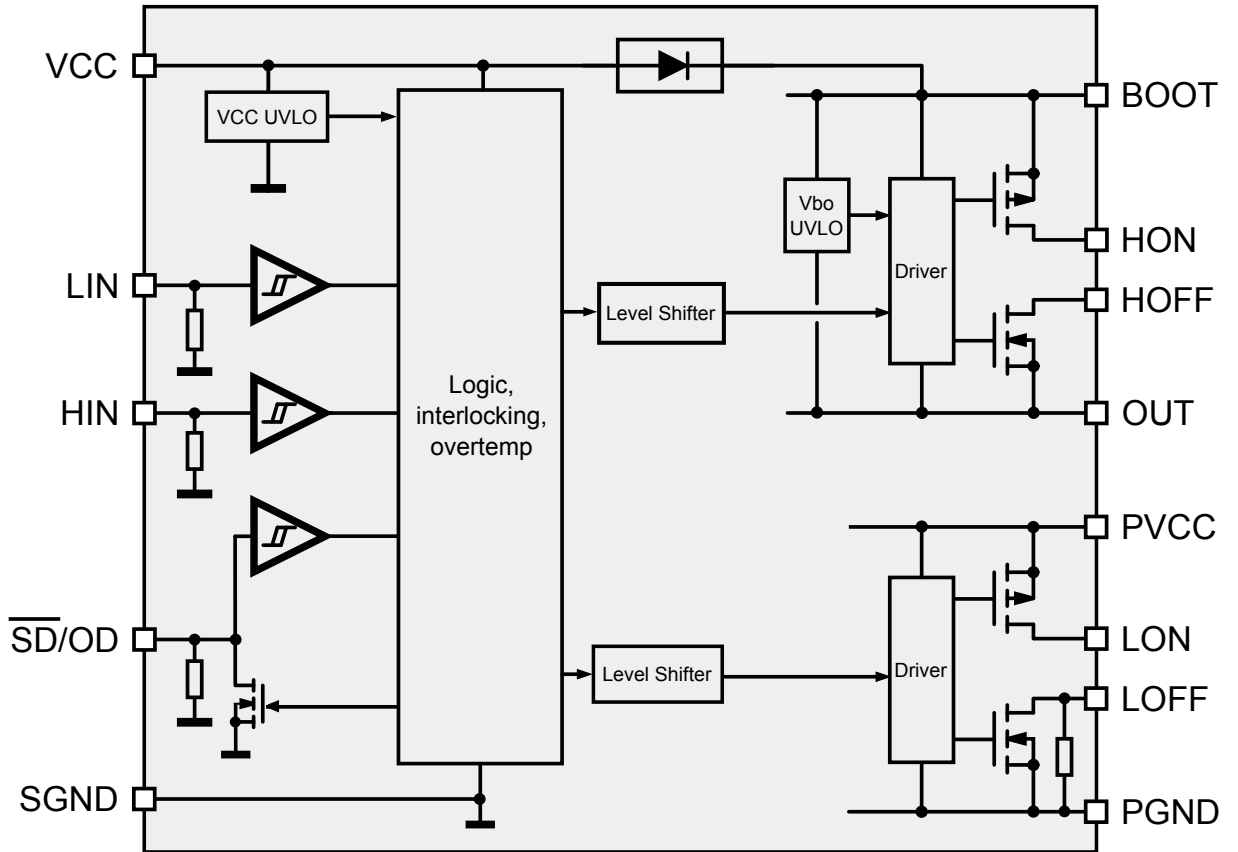 VCC
VCC UVLO
BOOT
Vbo
UVLO
HON
Driver
LIN
HOFF
Level Shifter
HIN
Logic,
interlocking,
overtemp
OUT
PVCC
SD/OD
LON
Level Shifter
Driver
LOFF
SGND
PGND